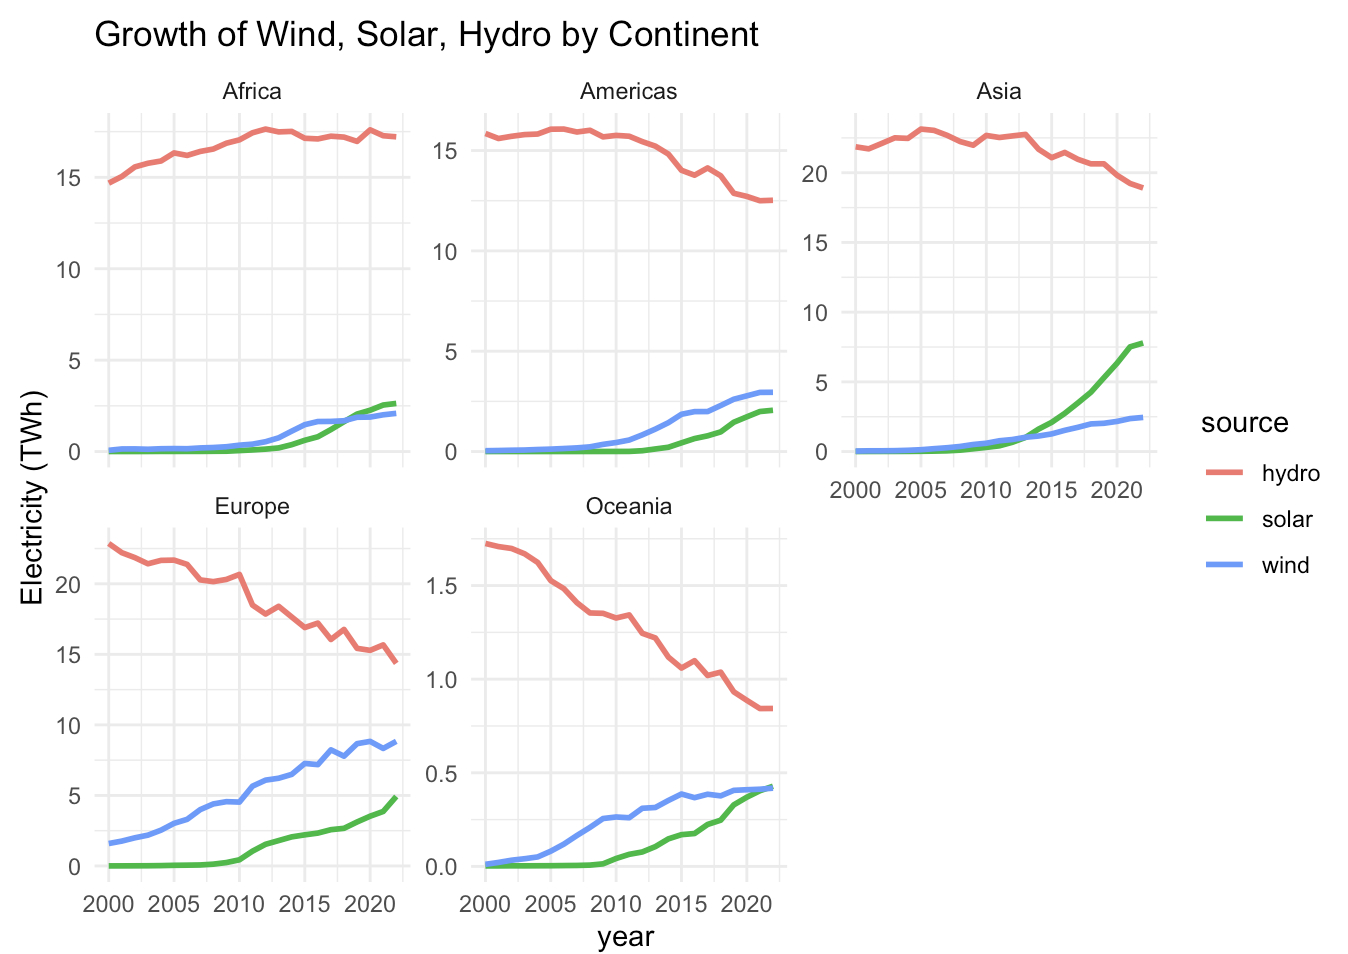 Growth of Wind, Solar, Hydro by Continent
Africa
Americas
Asia
15
10
5
0
15
10
5
0
20
15
10
5
0
2000 2005 2010 2015 2020
Europe
Oceania
20
15
10
5
0
1.5
1.0
0.5
0.0
2000 2005 2010 2015 2020
2000 2005 2010 2015 2020
year
Electricity (TWh)
source
hydro
solar
wind